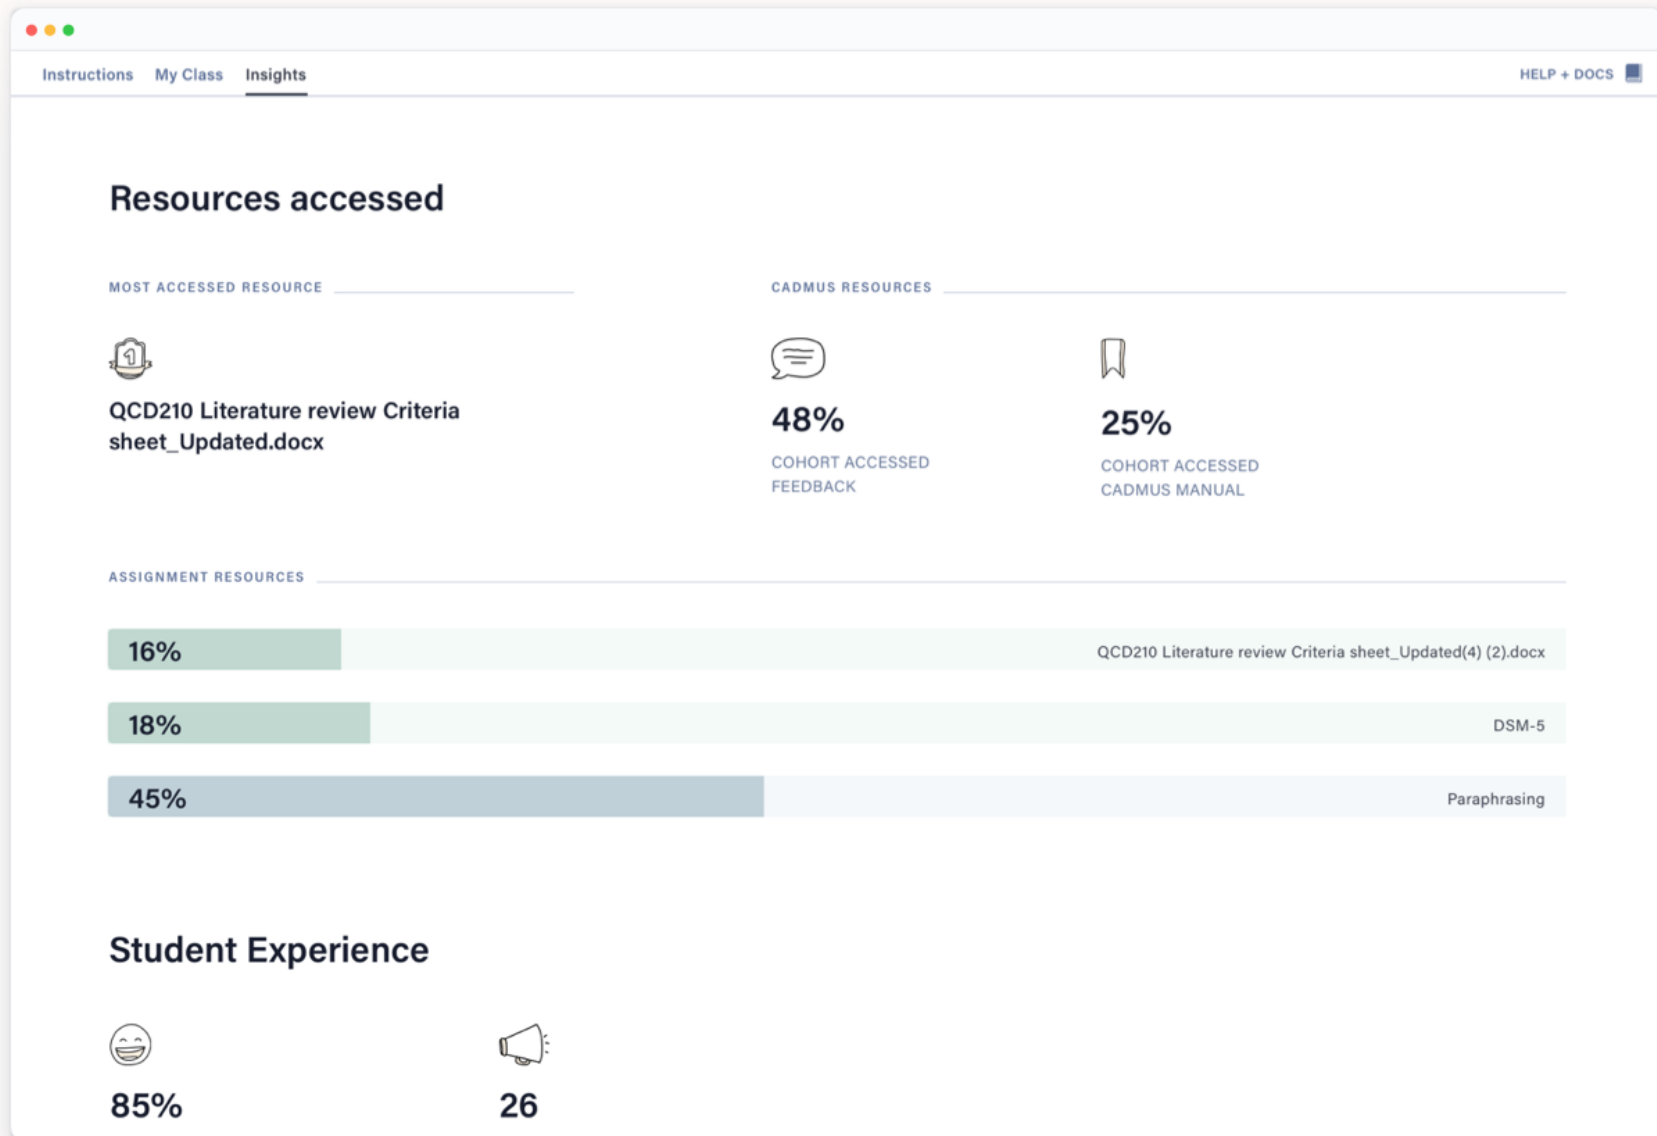 Instructions My Class Insights HELP + DOCS
Resources accessed
MOST ACCESSED RESOURCE
1
QCD210 Literature review Criteria
sheet_Updated.docx
CADMUS RESOURCES
48%
COHORT ACCESSED
FEEDBACK
25%
COHORT ACCESSED
CADMUS MANUAL
ASSIGNMENT RESOURCES
16% QCD210 Literature review Criteria sheet_Updated(4) (2).docx
18% DSM-5
45% Paraphrasing
Student Experience
85%
26